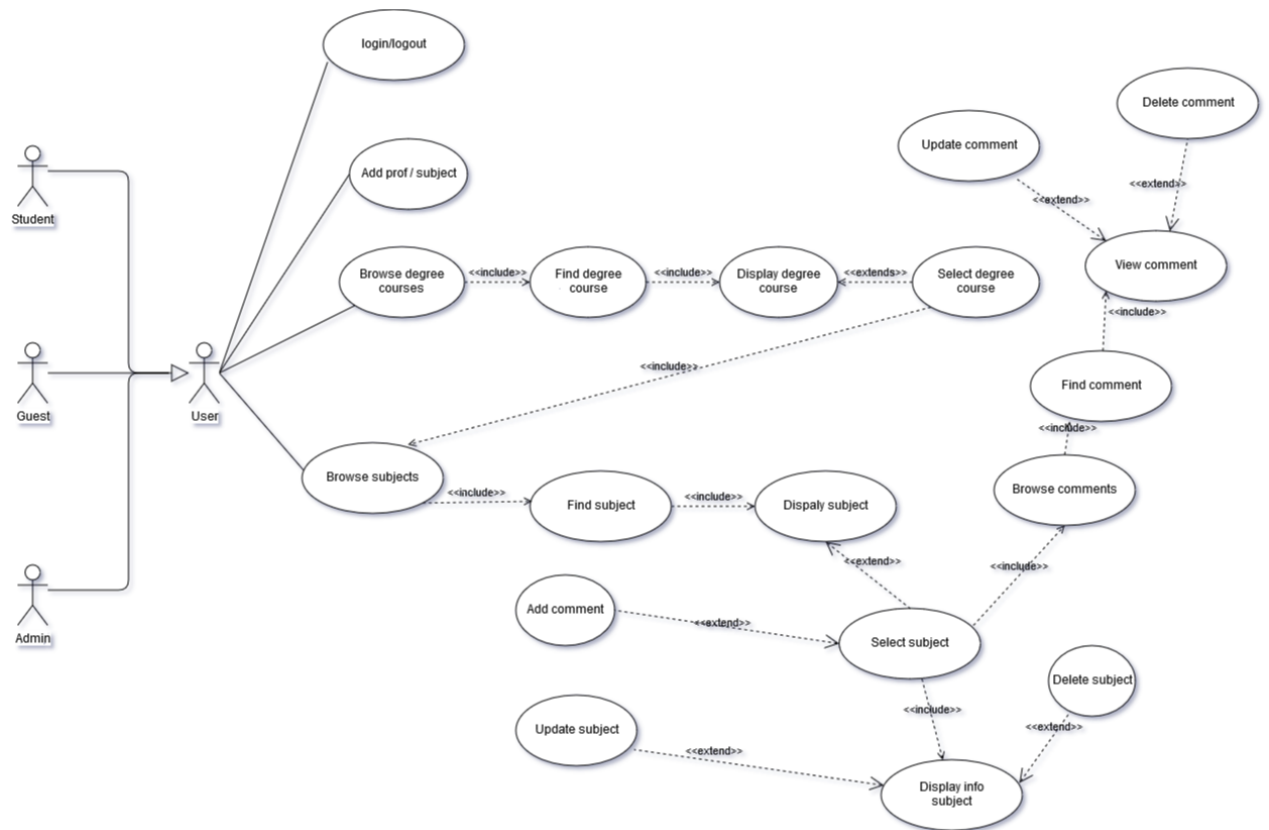 login/logout
Delete comment
Update comment
Add prof / subject
<<extend>>
<<extend>>
Student
Browse degree
courses
<<include>>
Find degree
course
<<include>>
Display degree
course
<<extends>>
Select degree
course
View comment
<<include>>
<<include>>
Find comment
Guest
User
<<include>>
Browse subjects
<<include>>
Find subject
<<include>>
Dispaly subject
Browse comments
<<extend>>
<<include>>
Add comment
<<extend>>
Select subject
Admin
Delete subject
<<include>>
Update subject
<<extend>>
<<extend>>
Display info
subject